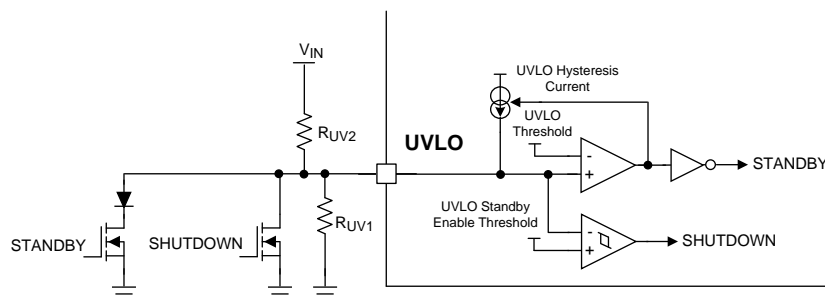 VIN
UVLO Hysteresis
Current
RUV2
UVLO
UVLO
Threshold
-
+
STANDBY
RUV1
UVLO Standby
Enable Threshold
-
+
STANDBY
SHUTDOWN
SHUTDOWN